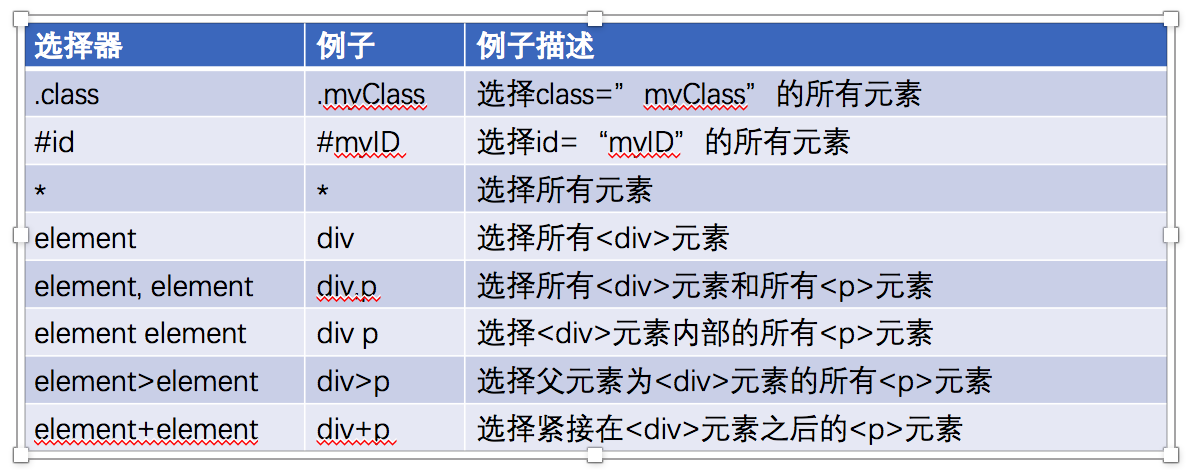 选择器 例子 例子描述
.class .myClass 选择class=”myClass” 的所有元素
#id #myID 选择id=“myID” 的所有元素
* * 选择所有元素
element div 选择所有<div>元素
element, element div,p 选择所有<div>元素和所有<p>元素
element element div p 选择<div>元素内部的所有<p>元素
element>element div>p 选择父元素为<div>元素的所有<p>元素
element+element div+p 选择紧接在<div>元素之后的<p>元素